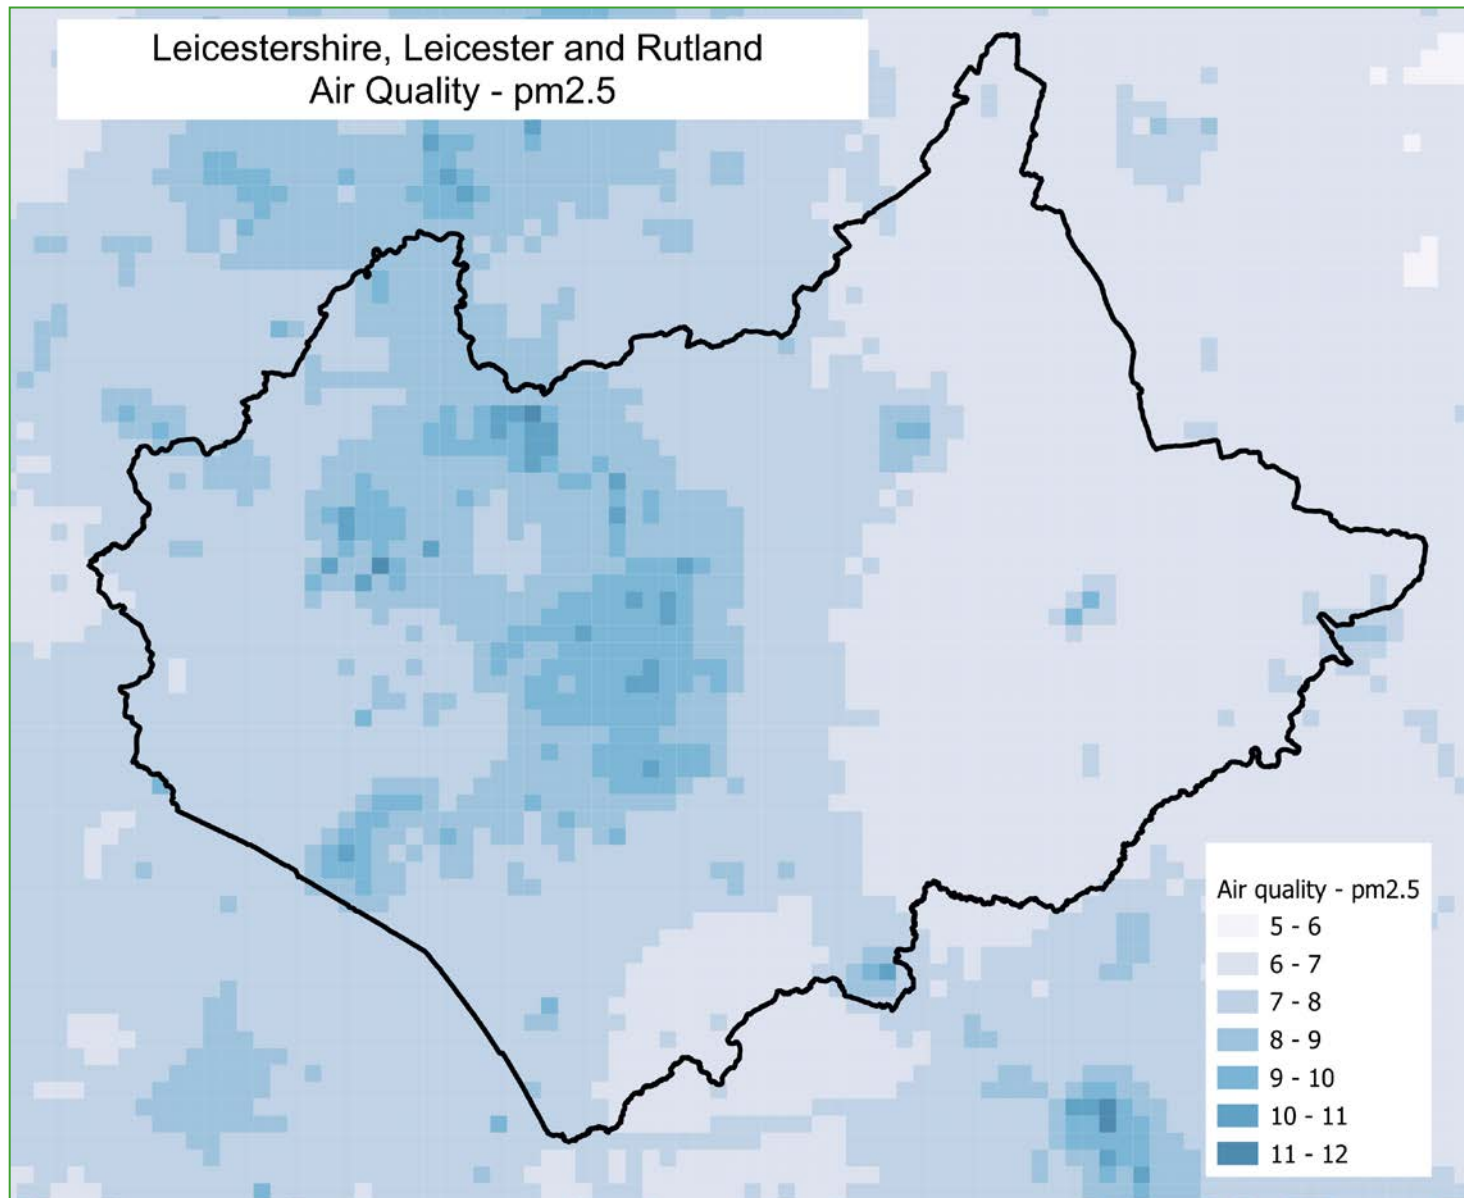 Leicestershire, Leicester and Rutland
Air Quality - pm2.5
Air quality - pm2.5
5 - 6
6 - 7
7 - 8
8 - 9
9 - 10
10 - 11
11 - 12